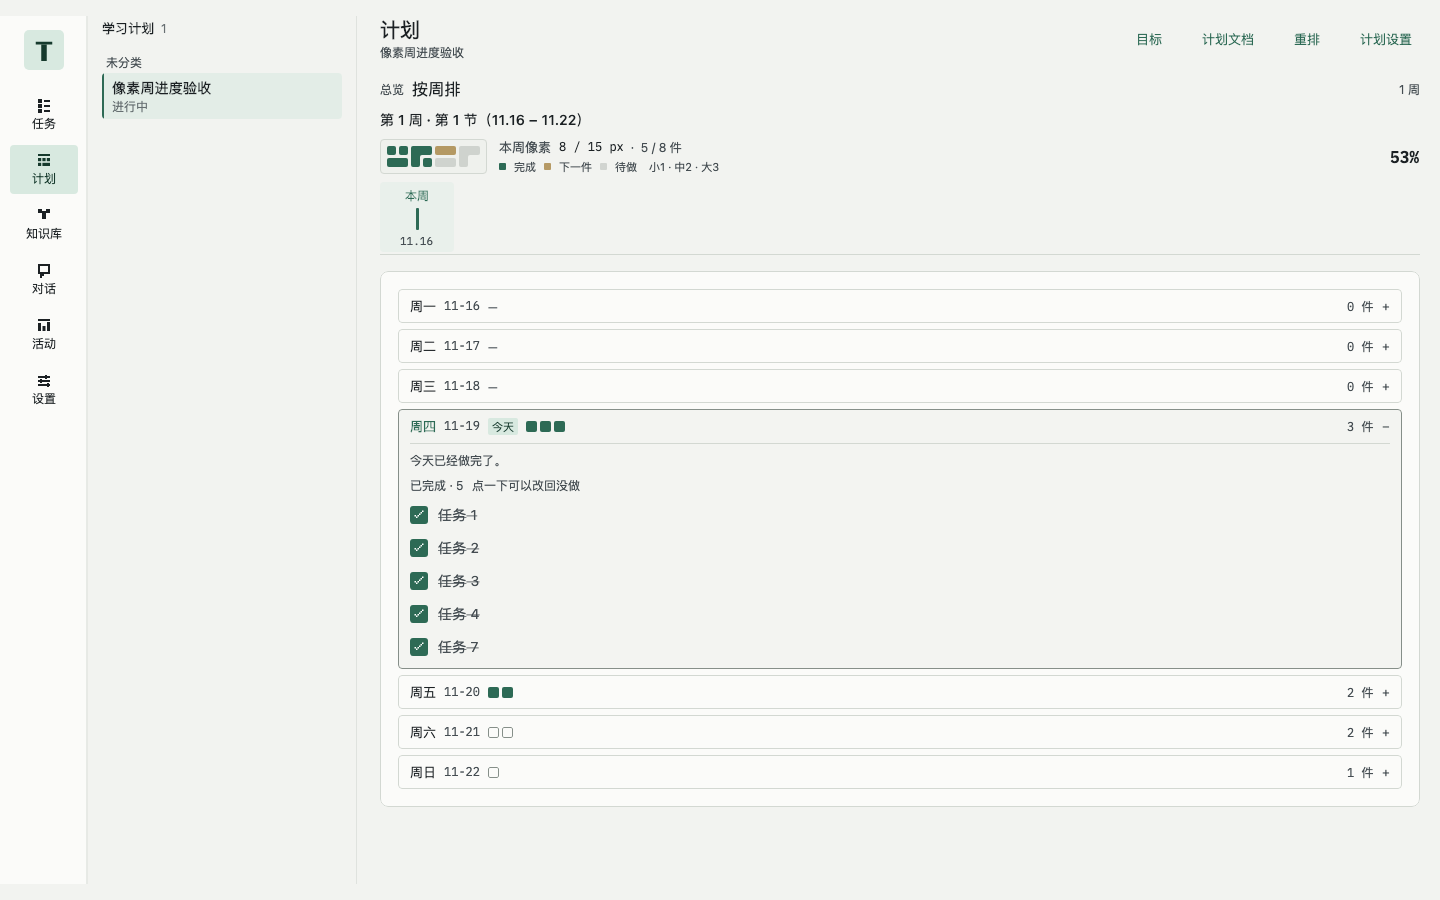 T
任务
计划
知识库
对话
活动
设置
学习计划 1
未分类
像素周进度验收
进行中
计划
像素周进度验收
目标 计划文档 重排 计划设置
总览 按周排 1 周
第 1 周 · 第 1 节（11.16 – 11.22）
本周像素 8 / 15 px · 5 / 8 件
完成 下一件 待做 小1 · 中2 · 大3
53%
本周
11.16
周一 11-16 — 0 件 +
周二 11-17 — 0 件 +
周三 11-18 — 0 件 +
周四 11-19 今天 3 件 −
今天已经做完了。
已完成 · 5 点一下可以改回没做
任务 1
任务 2
任务 3
任务 4
任务 7
周五 11-20 2 件 +
周六 11-21 2 件 +
周日 11-22 1 件 +